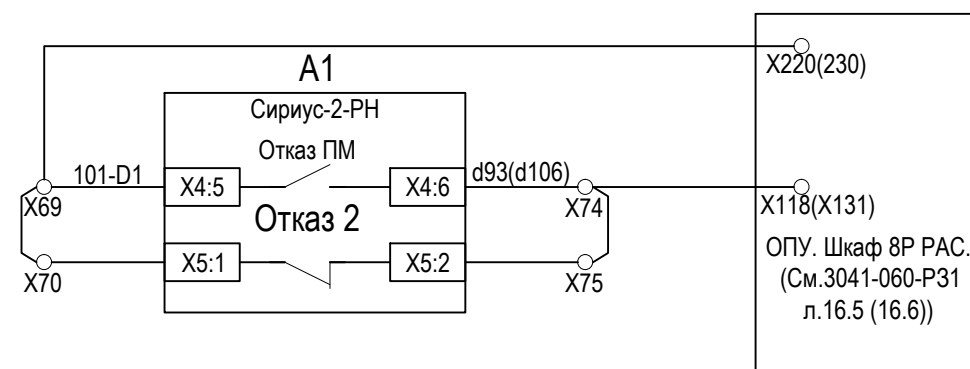 X220(230)
A1
Сириус-2-РН
Отказ ПМ
101-D1
X4:5
X4:6
d93(d106)
X69
X74
X118(X131)
Отказ 2
X5:1
X5:2
X70
X75
ОПУ. Шкаф 8Р РАС.
(См.3041-060-РЗ1
л.16.5 (16.6))